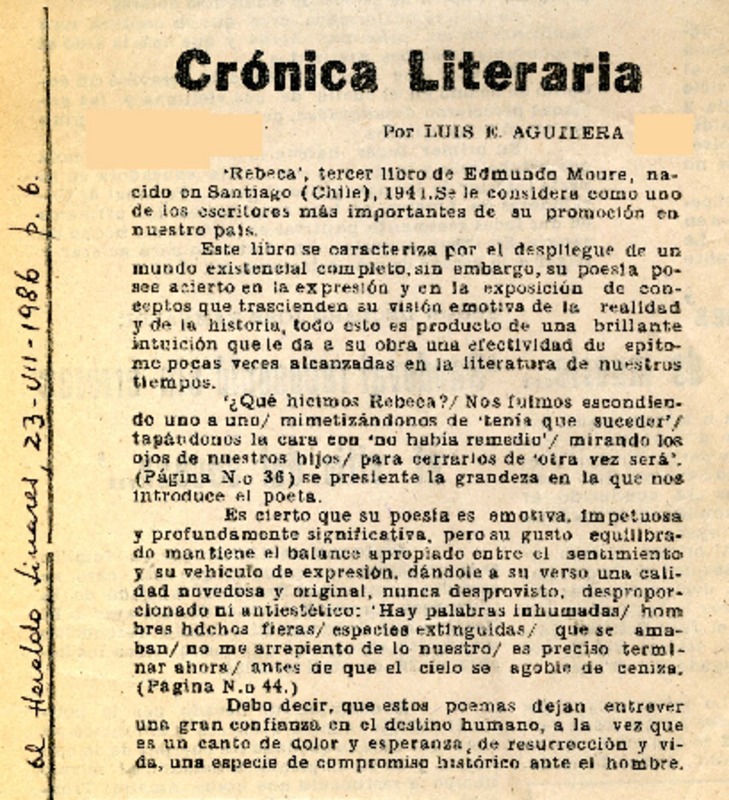 Crónica Literaria
Por LUIS E. AGUILERA
'Rebeca', tercer libro de Edmundo Moure, na-
cido en Santiago (Chile), 1941.Se le considera como uno
de los escritores más importantes de su promoción en
nuestro país.
Este libro se caracteriza por el despliegue de un
mundo existencial completo, sin embargo, su poesía po-
see acierto en la expresión y en la exposición de con-
ceptos que trascienden su visión emotiva de la realidad
y de la historia, todo esto es producto de una brillante
intuición que le da a su obra una efectividad de epíto-
me pocas veces alcanzadas en la literatura de nuestros
tiempos.
'¿Qué hicimos Rebeca?/ Nos fuimos escondien-
do uno a uno/ mimetizándonos de 'tenía que suceder'/
tapándonos la cara con 'no había remedio'/ mirando los
ojos de nuestros hijos/ para cerrarlos de 'otra vez será'.
(Página N.o 36) se presiente la grandeza en la que nos
introduce el poeta.
Es cierto que su poesía es emotiva, impetuosa
y profundamente significativa, pero su gusto equilibra-
do mantiene el balance apropiado entre el sentimiento
y su vehículo de expresión, dándole a su verso una cali-
dad novedosa y original, nunca desprovisto, despropor-
cionado ni antiestético: 'Hay palabras inhumadas/ hom
bres hdchos fieras/ especies extinguidas/ que se ama-
ban/ no me arrepiento de lo nuestro/ es preciso termi-
nar ahora/ antes de que el cielo se agobie de ceniza.
(Página N.o 44.)
Debo decir, que estos poemas dejan entrever
una gran confianza en el destino humano, a la vez que
es un canto de dolor y esperanza, de resurrección y vi-
da, una especie de compromiso histórico ante el hombre.
el Heraldo Linares, 23-VII-1986 p. 6.